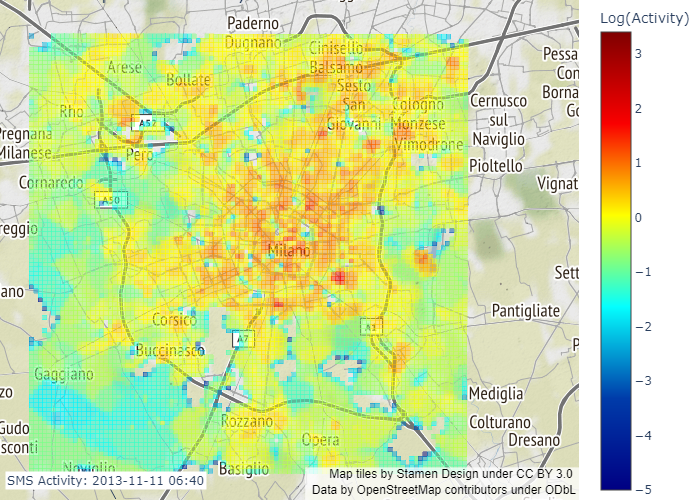 Log(Activity)
3
2
1
0
−1
−2
−3
−4
−5
Paderno
Dugnano
Cinisello
Balsamo
Sesto
San
Giovanni
Arese
Bollate
Rho
A52
Pero
Pregnana
Milanese
Cornaredo
A50
Cologno
Monzese
Vimodrone
Cernusco
sul
Naviglio
Pioltello
Pessa
Con
Borna
Go
Vignat
reggio
ano
Milano
Sett
Pantigliate
Corsico
A7
A1
Buccinasco
Gaggiano
zo
Gudo
sconti
Rozzano
Opera
Mediglia
Colturano
Dresano
P
Noviglio
Basiglio
SMS Activity: 2013-11-11 06:40
Map tiles by Stamen Design under CC BY 3.0
Data by OpenStreetMap contributors under ODbL